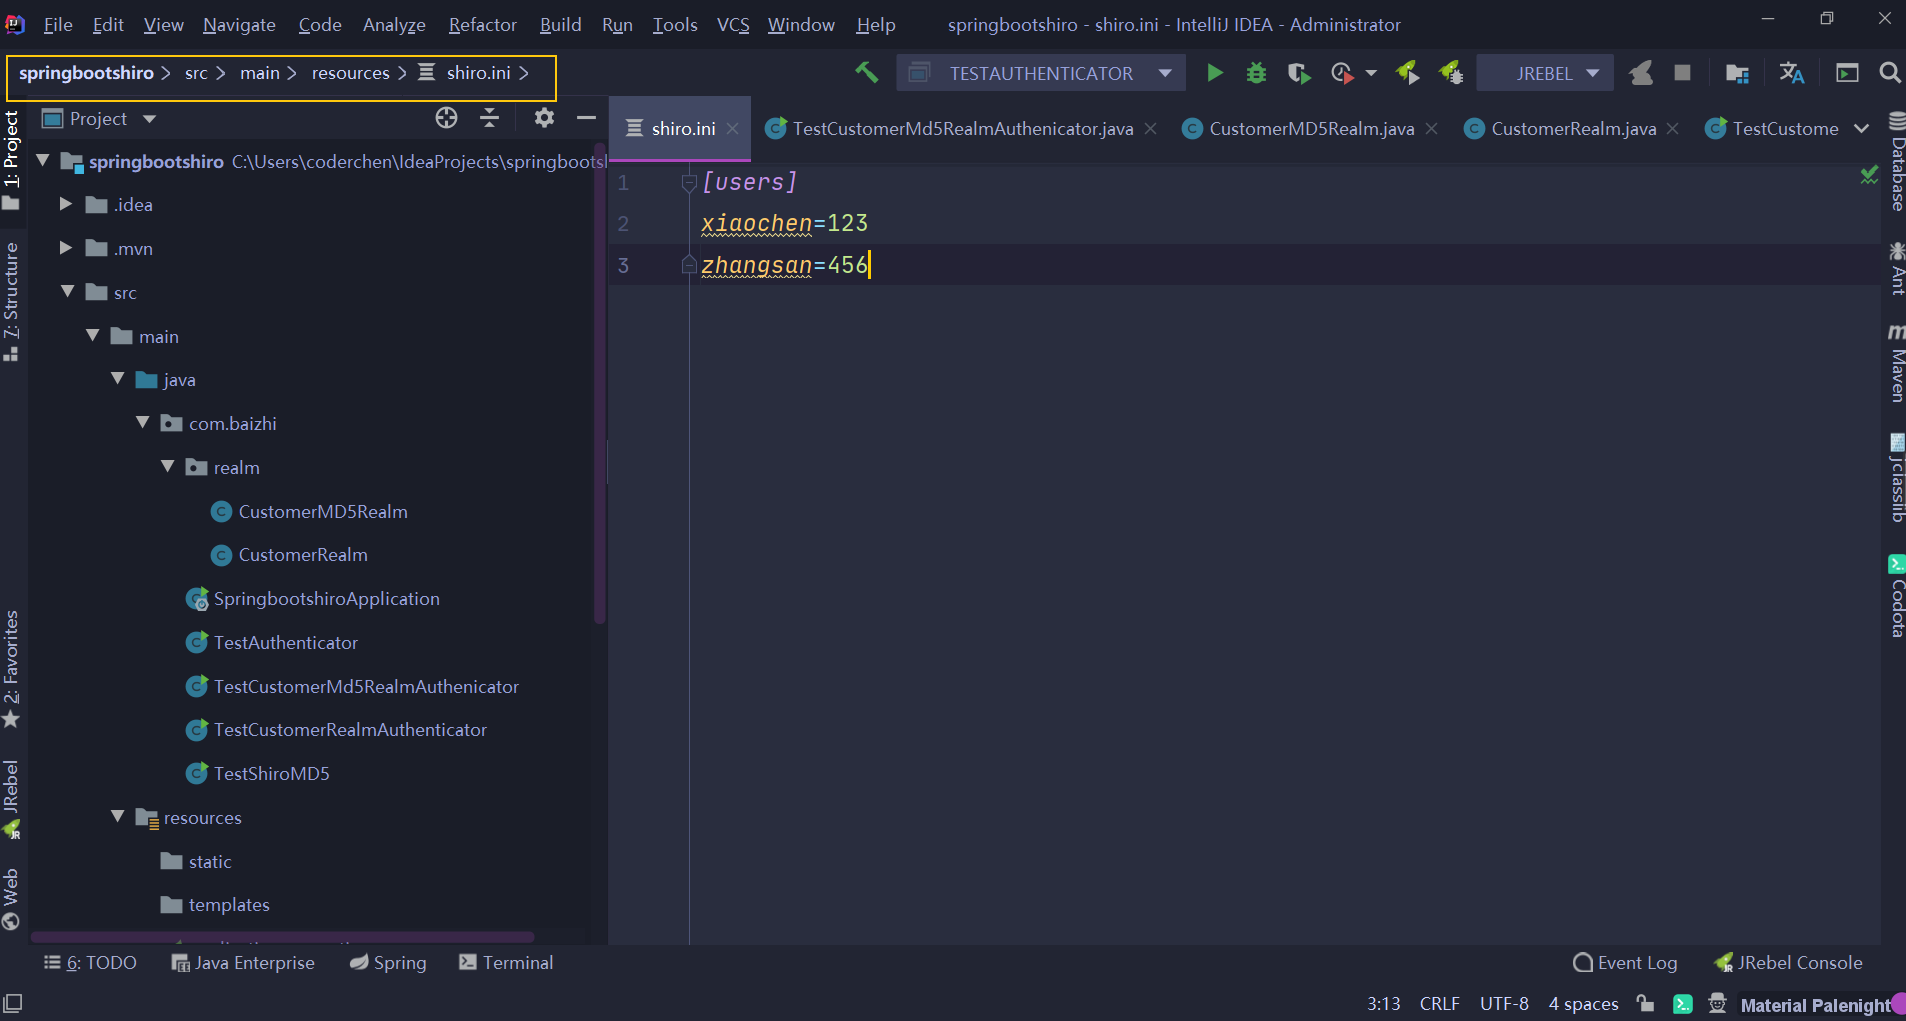 File Edit View Navigate Code Analyze Refactor Build Run Tools VCS Window Help springbootshiro - shiro.ini - IntelliJ IDEA - Administrator
springbootshiro src main resources shiro.ini TESTAUTHENTICATOR JREBEL
Project
shiro.ini TestCustomerMd5RealmAuthenicator.java CustomerMD5Realm.java CustomerRealm.java TestCustome
springbootshiro C:\Users\coderchen\IdeaProjects\springbootsl
.idea
.mvn
src
main
java
com.baizhi
realm
CustomerMD5Realm
CustomerRealm
SpringbootshiroApplication
TestAuthenticator
TestCustomerMd5RealmAuthenicator
TestCustomerRealmAuthenticator
TestShiroMD5
resources
static
templates
1 [users]
2 xiaochen=123
3 zhangsan=456
1: Project
7: Structure
2: Favorites
JRebel
Web
Database
Ant
Maven
jclasslib
Codota
6: TODO Java Enterprise Spring Terminal Event Log JRebel Console
3:13 CRLF UTF-8 4 spaces Material Palenight